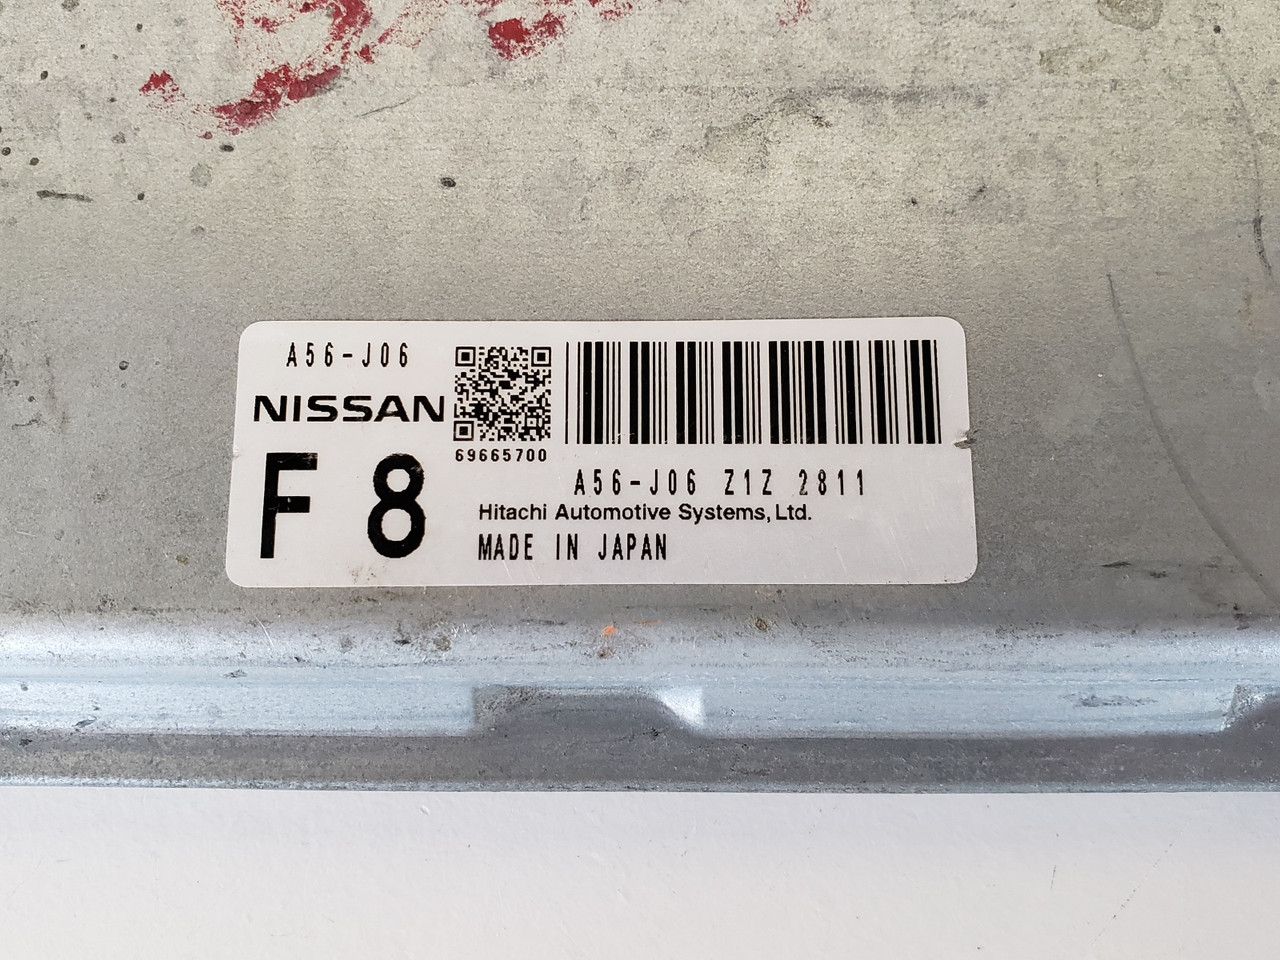 A56-J06
NISSAN
F 8
69665700
A56-J06 Z1Z 2811
Hitachi Automotive Systems, Ltd.
MADE IN JAPAN